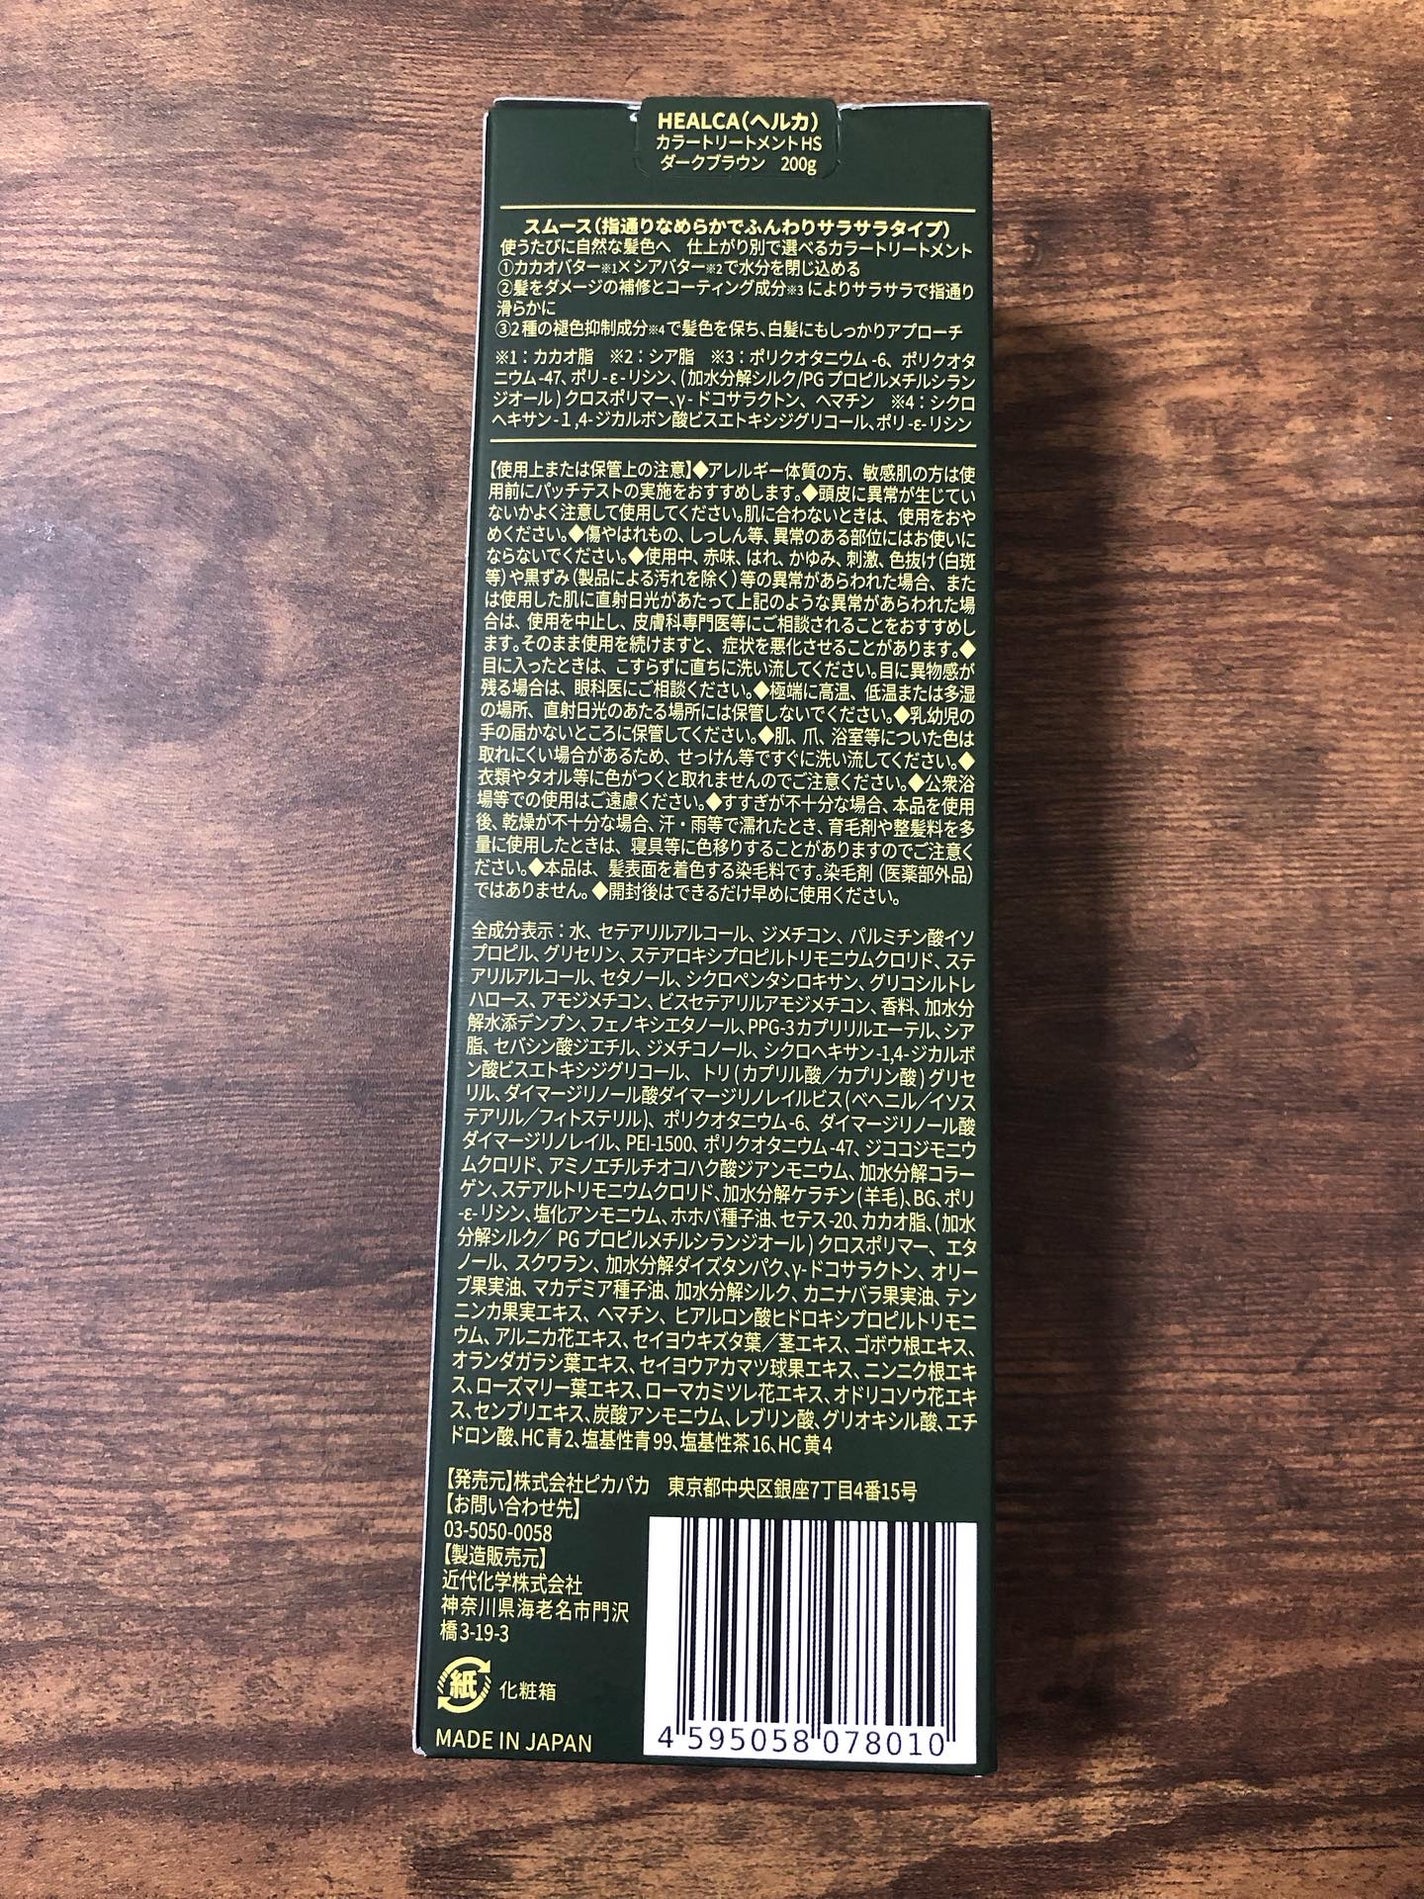 HEALCA(ヘルカ)
カラートリートメントHS
ダークブラウン　200g
スムース(指通りなめらかでふんわりサラサラタイプ)
使うたびに自然な髪色へ　仕上がり別で選べるカラートリートメント
①カカオバター※1×シアバター※2で水分を閉じ込める
②髪をダメージの補修とコーティング成分※3によりサラサラで指通り
滑らかに
③2種の褪色抑制成分※4で髪色を保ち、白髪にもしっかりアプローチ
※1：カカオ脂　※2：シア脂　※3：ポリクオタニウム-6、ポリクオタ
ニウム-47、ポリ-ε-リシン、(加水分解シルク/PGプロピルメチルシラン
ジオール)クロスポリマー、γ-ドコサラクトン、ヘマチン　※4：シクロ
ヘキサン-1,4-ジカルボン酸ビスエトキシジグリコール、ポリ-ε-リシン
【使用上または保管上の注意】◆アレルギー体質の方、敏感肌の方は使
用前にパッチテストの実施をおすすめします。◆頭皮に異常が生じてい
ないかよく注意して使用してください。肌に合わないときは、使用をおや
めください。◆傷やはれもの、しっしん等、異常のある部位にはお使いに
ならないでください。◆使用中、赤味、はれ、かゆみ、刺激、色抜け(白斑
等)や黒ずみ(製品による汚れを除く)等の異常があらわれた場合、また
は使用した肌に直射日光があたって上記のような異常があらわれた場
合は、使用を中止し、皮膚科専門医等にご相談されることをおすすめし
ます。そのまま使用を続けますと、症状を悪化させることがあります。◆
目に入ったときは、こすらずに直ちに洗い流してください。目に異物感が
残る場合は、眼科医にご相談ください。◆極端に高温、低温または多湿
の場所、直射日光のあたる場所には保管しないでください。◆乳幼児の
手の届かないところに保管してください。◆肌、爪、浴室等についた色は
取れにくい場合があるため、せっけん等ですぐに洗い流してください。◆
衣類やタオル等に色がつくと取れませんのでご注意ください。◆公衆浴
場等での使用はご遠慮ください。◆すすぎが不十分な場合、本品を使用
後、乾燥が不十分な場合、汗・雨等で濡れたとき、育毛剤や整髪料を多
量に使用したときは、寝具等に色移りすることがありますのでご注意く
ださい。◆本品は、髪表面を着色する染毛料です。染毛剤(医薬部外品)
ではありません。◆開封後はできるだけ早めに使用ください。
全成分表示：水、セテアリルアルコール、ジメチコン、パルミチン酸イソ
プロピル、グリセリン、ステアロキシプロピルトリモニウムクロリド、ステ
アリルアルコール、セタノール、シクロペンタシロキサン、グリコシルトレ
ハロース、アモジメチコン、ビスセテアリルアモジメチコン、香料、加水分
解水添デンプン、フェノキシエタノール、PPG-3カプリリルエーテル、シア
脂、セバシン酸ジエチル、ジメチコノール、シクロヘキサン-1,4-ジカルボ
ン酸ビスエトキシジグリコール、トリ(カプリル酸／カプリン酸)グリセ
リル、ダイマージリノール酸ダイマージリノレイルビス(ベヘニル／イソス
テアリル／フィトステリル)、ポリクオタニウム-6、ダイマージリノール酸
ダイマージリノレイル、PEI-1500、ポリクオタニウム-47、ジココジモニウ
ムクロリド、アミノエチルチオコハク酸ジアンモニウム、加水分解コラー
ゲン、ステアルトリモニウムクロリド、加水分解ケラチン(羊毛)、BG、ポリ
-ε-リシン、塩化アンモニウム、ホホバ種子油、セテス-20、カカオ脂、(加水
分解シルク／PGプロピルメチルシランジオール)クロスポリマー、エタ
ノール、スクワラン、加水分解ダイズタンパク、γ-ドコサラクトン、オリー
ブ果実油、マカデミア種子油、加水分解シルク、カニナバラ果実油、テン
ニンカ果実エキス、ヘマチン、ヒアルロン酸ヒドロキシプロピルトリモニ
ウム、アルニカ花エキス、セイヨウキズタ葉／茎エキス、ゴボウ根エキス、
オランダガラシ葉エキス、セイヨウアカマツ球果エキス、ニンニク根エキ
ス、ローズマリー葉エキス、ローマカミツレ花エキス、オドリコソウ花エキ
ス、センブリエキス、炭酸アンモニウム、レブリン酸、グリオキシル酸、エチ
ドロン酸、HC青2、塩基性青99、塩基性茶16、HC黄4
【発売元】株式会社ピカパカ　東京都中央区銀座7丁目4番15号
【お問い合わせ先】
03-5050-0058
【製造販売元】
近代化学株式会社
神奈川県海老名市門沢
橋3-19-3
紙 化粧箱
MADE IN JAPAN
4 595058 078010